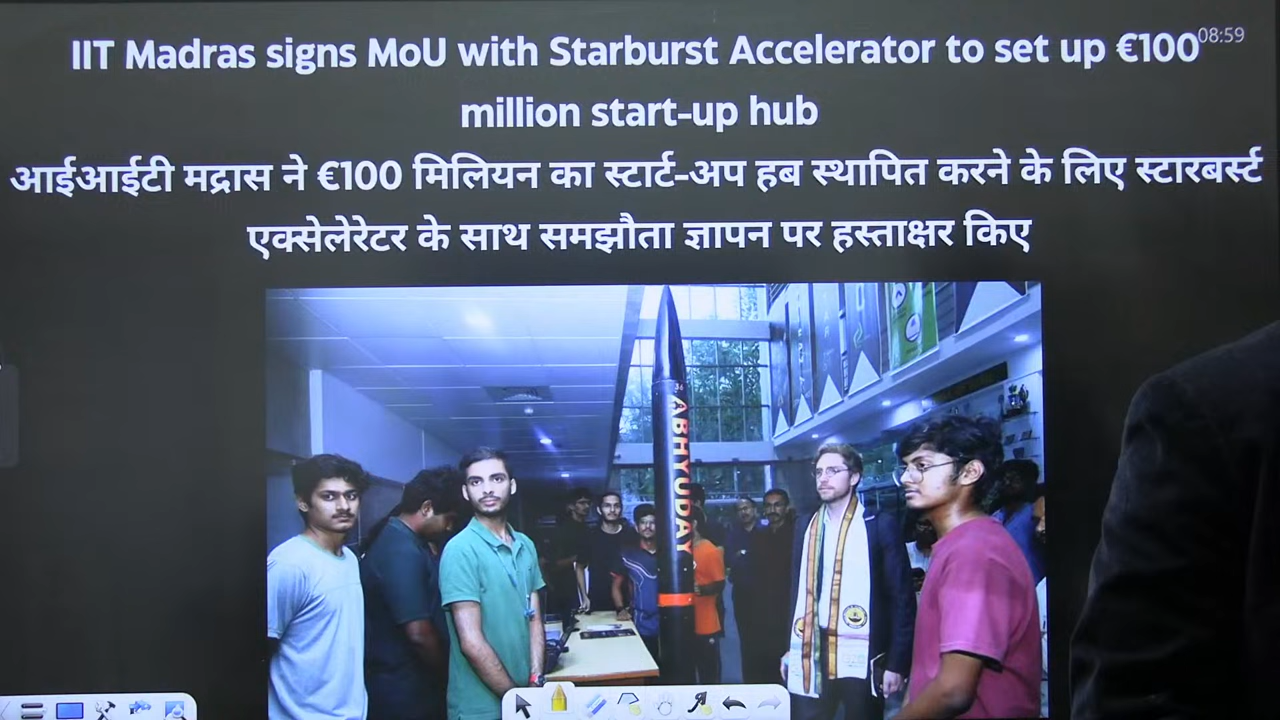 IIT Madras signs MoU with Starburst Accelerator to set up €100
08:59
million start-up hub
आईआईटी मद्रास ने €100 मिलियन का स्टार्ट-अप हब स्थापित करने के लिए स्टारबर्स्ट
एक्सेलेरेटर के साथ समझौता ज्ञापन पर हस्ताक्षर किए
34
ABHYUDAY